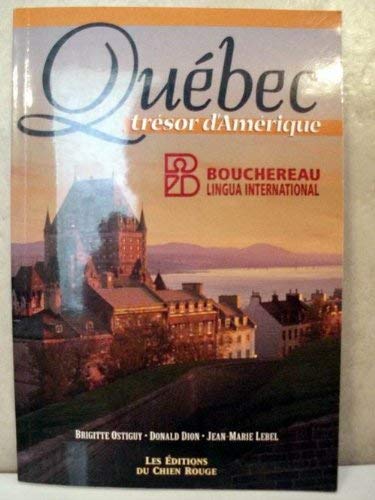 Québec
trésor d'Amérique
BOUCHEREAU
LINGUA INTERNATIONAL
BRIGITTE OSTIGUY • DONALD DION • JEAN-MARIE LEBEL
LES ÉDITIONS
DU CHIEN ROUGE